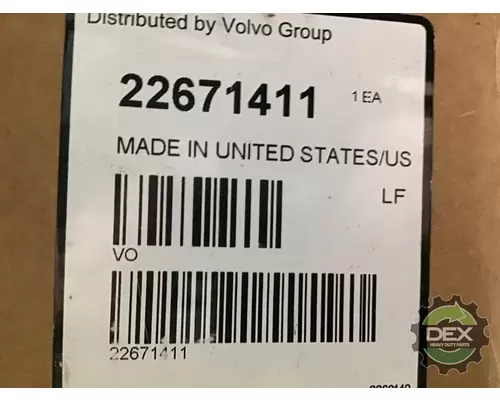 Distributed by Volvo Group
22671411 1 EA
MADE IN UNITED STATES/US
LF
VO
22671411
DEX
HEAVY DUTY PARTS